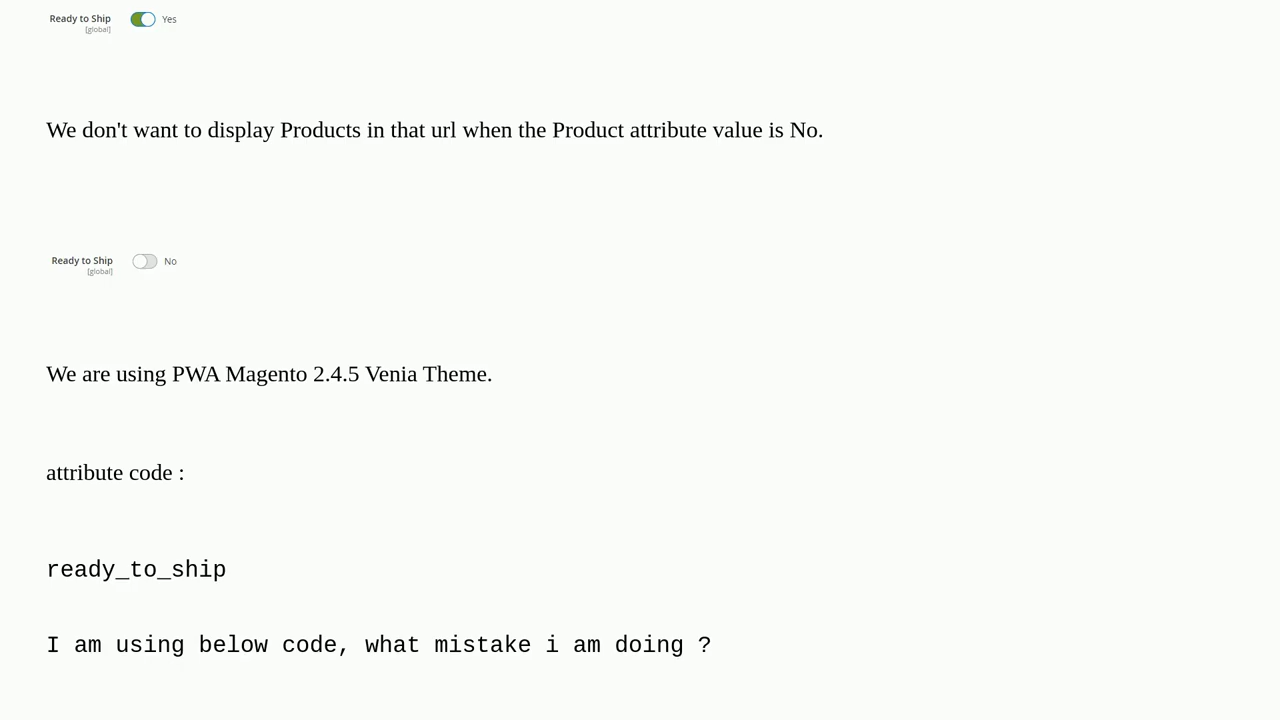 Ready to Ship Yes
[global]
We don't want to display Products in that url when the Product attribute value is No.
Ready to Ship No
[global]
We are using PWA Magento 2.4.5 Venia Theme.
attribute code :
ready_to_ship
I am using below code, what mistake i am doing ?